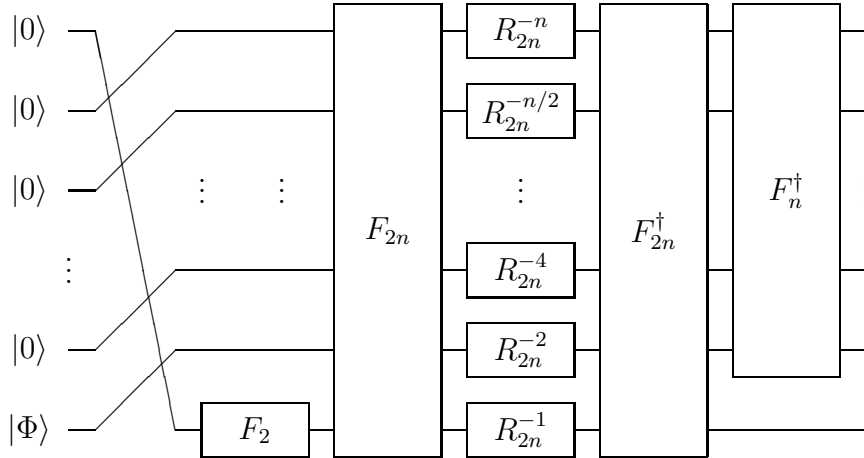 |0⟩ R_{2n}^{-n}
|0⟩ R_{2n}^{-n/2}
|0⟩ ⋮ ⋮ ⋮ F_n^†
F_{2n} F_{2n}^†
⋮ R_{2n}^{-4}
|0⟩ R_{2n}^{-2}
|Φ⟩ F_2 R_{2n}^{-1}